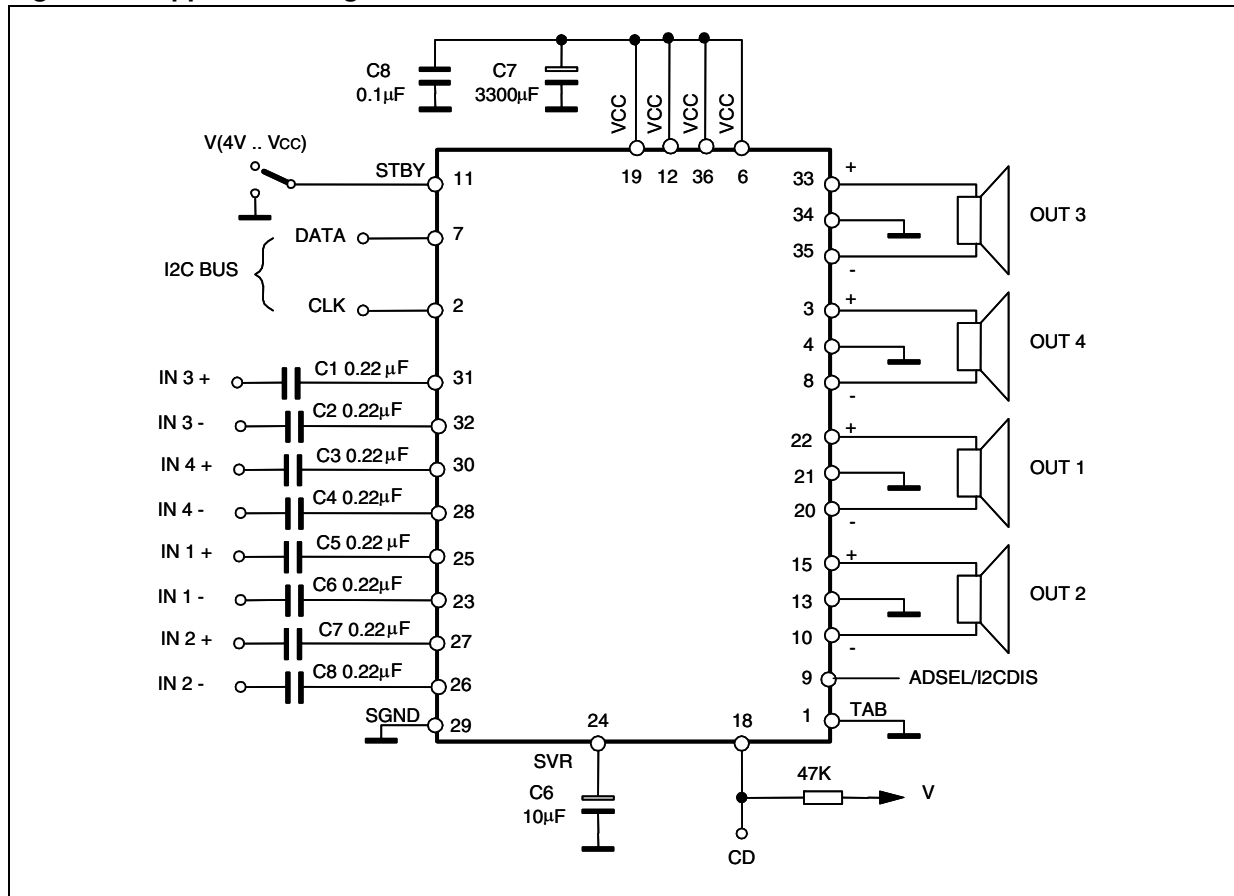 C8
0.1µF
C7
3300µF
VCC
VCC
VCC
VCC
V(4V .. VCC)
STBY
11
19
12
36
6
33
+
34
35
-
OUT 3
DATA
7
I2C BUS
CLK
2
3
+
4
8
-
OUT 4
IN 3 +
C1 0.22 µF
31
IN 3 -
C2 0.22µF
32
IN 4 +
C3 0.22 µF
30
IN 4 -
C4 0.22µF
28
22
+
21
20
-
OUT 1
IN 1 +
C5 0.22 µF
25
IN 1 -
C6 0.22µF
23
IN 2 +
C7 0.22µF
27
IN 2 -
C8 0.22µF
26
15
+
13
10
-
OUT 2
9
ADSEL/I2CDIS
SGND
29
24
18
1
TAB
SVR
C6
10µF
47K
V
CD